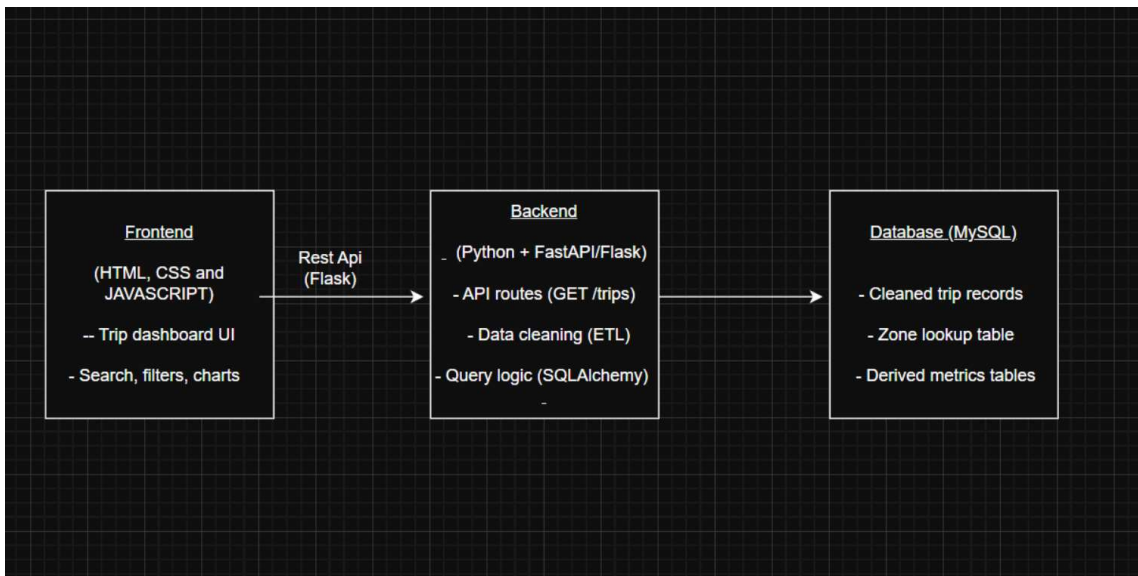 Frontend
(HTML, CSS and
JAVASCRIPT)
-- Trip dashboard UI
- Search, filters, charts
Rest Api
(Flask)
Backend
- (Python + FastAPI/Flask)
- API routes (GET /trips)
- Data cleaning (ETL)
- Query logic (SQLAlchemy)
-
Database (MySQL)
- Cleaned trip records
- Zone lookup table
- Derived metrics tables